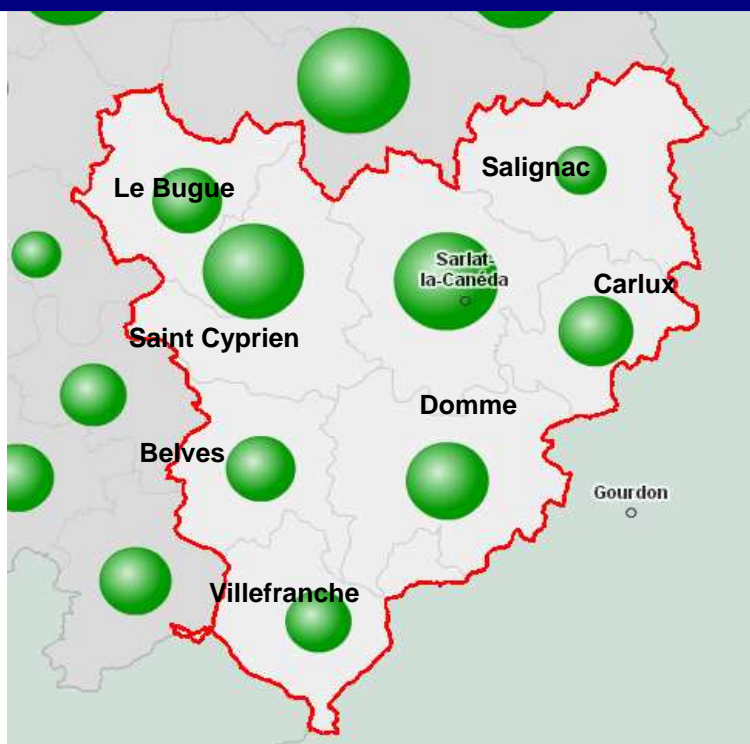 Salignac
Le Bugue
Sarlat-
la-Canéda
Carlux
Saint Cyprien
Domme
Belves
Gourdon
Villefranche